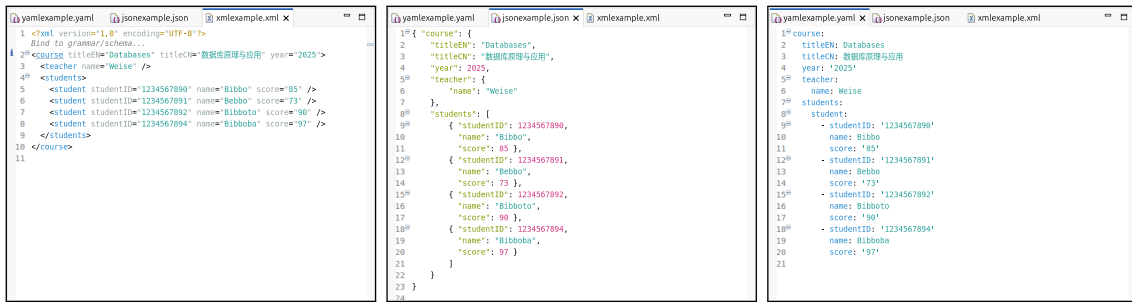 yamlexample.yaml jsonexample.json xmlexample.xml
1 <?xml version="1.0" encoding="UTF-8"?>
Bind to grammar/schema...
2 <course titleEN="Databases" titleCN="数据库原理与应用" year="2025">
3 <teacher name="Weise" />
4 <students>
5 <student studentID="1234567890" name="Bibbo" score="85" />
6 <student studentID="1234567891" name="Bebbo" score="73" />
7 <student studentID="1234567892" name="Bibboto" score="90" />
8 <student studentID="1234567894" name="Bibboba" score="97" />
9 </students>
10 </course>
11
yamlexample.yaml jsonexample.json xmlexample.xml
1 { "course": {
2 "titleEN": "Databases",
3 "titleCN": "数据库原理与应用",
4 "year": 2025,
5 "teacher": {
6 "name": "Weise"
7 },
8 "students": [
9 { "studentID": 1234567890,
10 "name": "Bibbo",
11 "score": 85 },
12 { "studentID": 1234567891,
13 "name": "Bebbo",
14 "score": 73 },
15 { "studentID": 1234567892,
16 "name": "Bibboto",
17 "score": 90 },
18 { "studentID": 1234567894,
19 "name": "Bibboba",
20 "score": 97 }
21 ]
22 }
23 }
24
yamlexample.yaml jsonexample.json xmlexample.xml
1 course:
2 titleEN: Databases
3 titleCN: 数据库原理与应用
4 year: '2025'
5 teacher:
6 name: Weise
7 students:
8 student:
9 - studentID: '1234567890'
10 name: Bibbo
11 score: '85'
12 - studentID: '1234567891'
13 name: Bebbo
14 score: '73'
15 - studentID: '1234567892'
16 name: Bibboto
17 score: '90'
18 - studentID: '1234567894'
19 name: Bibboba
20 score: '97'
21